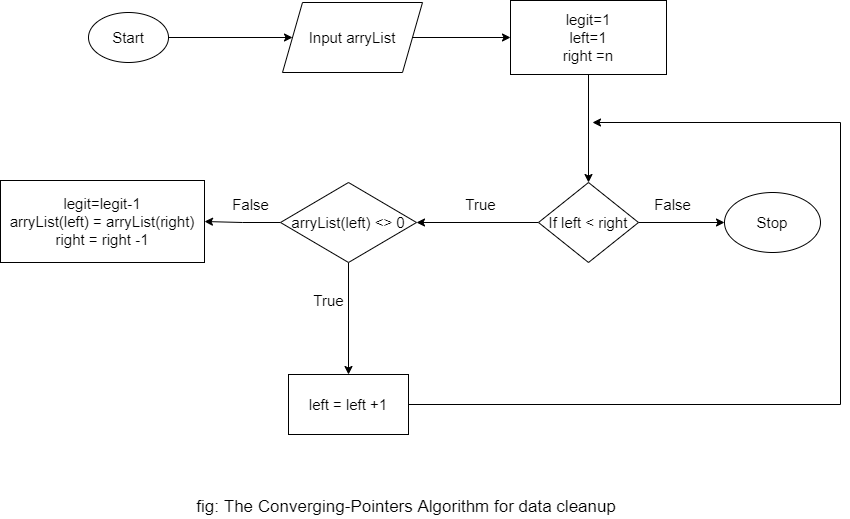 Start
Input arryList
legit=1
left=1
right =n
legit=legit-1
arryList(left) = arryList(right)
right = right -1
False
arryList(left) <> 0
True
If left < right
False
Stop
True
left = left +1
fig: The Converging-Pointers Algorithm for data cleanup